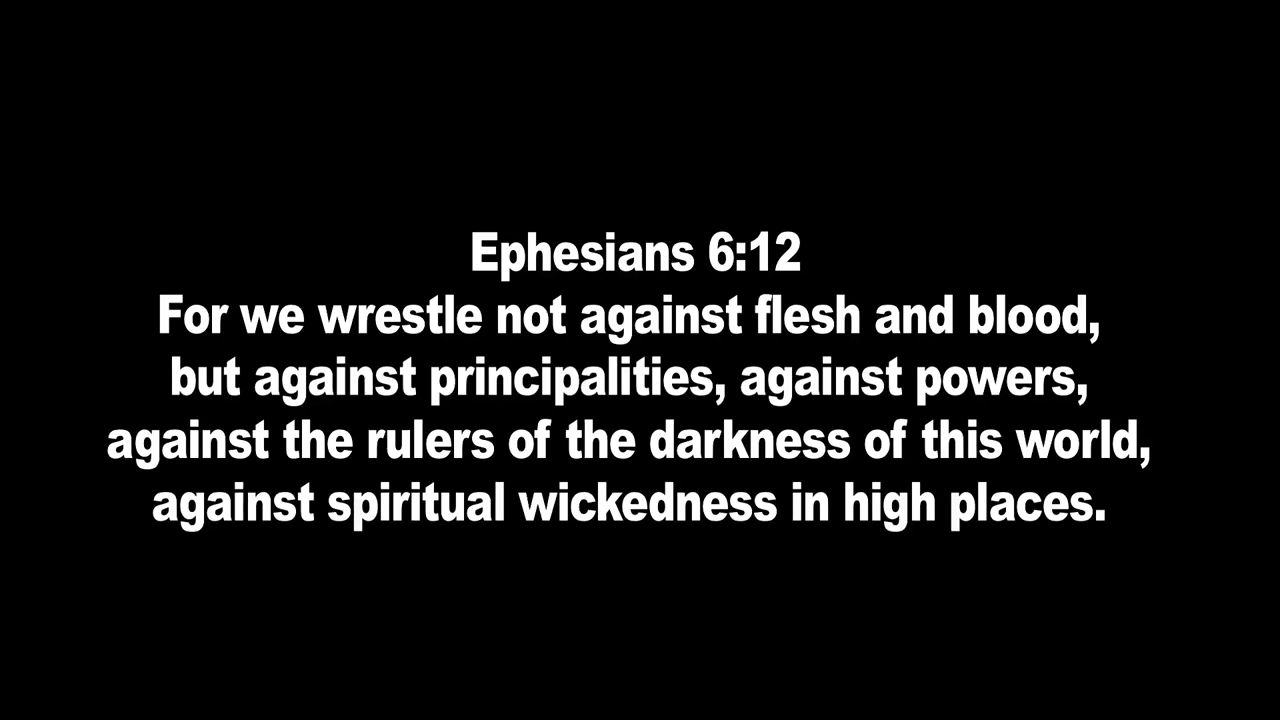 Ephesians 6:12
For we wrestle not against flesh and blood,
but against principalities, against powers,
against the rulers of the darkness of this world,
against spiritual wickedness in high places.